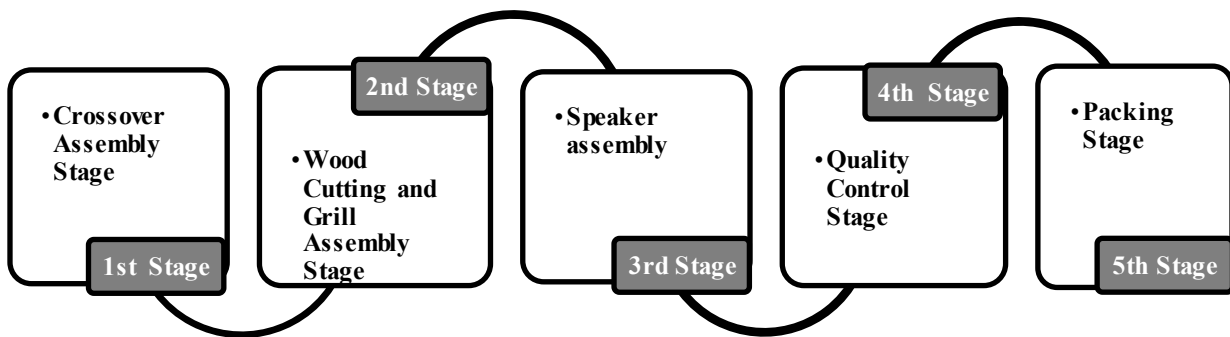 •Crossover
Assembly
Stage
1st Stage
2nd Stage
•Wood
Cutting and
Grill
Assembly
Stage
•Speaker
assembly
3rd Stage
4th Stage
•Quality
Control
Stage
•Packing
Stage
5th Stage